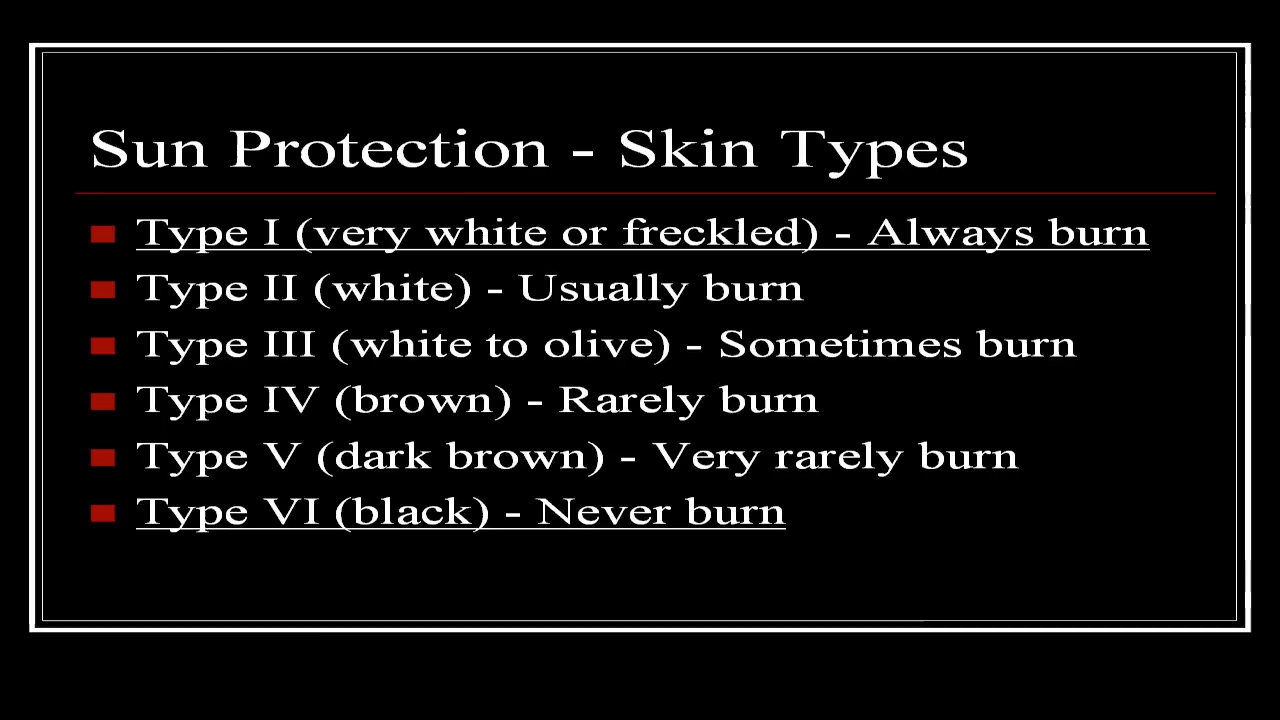 Sun Protection - Skin Types
Type I (very white or freckled) - Always burn
Type II (white) - Usually burn
Type III (white to olive) - Sometimes burn
Type IV (brown) - Rarely burn
Type V (dark brown) - Very rarely burn
Type VI (black) - Never burn